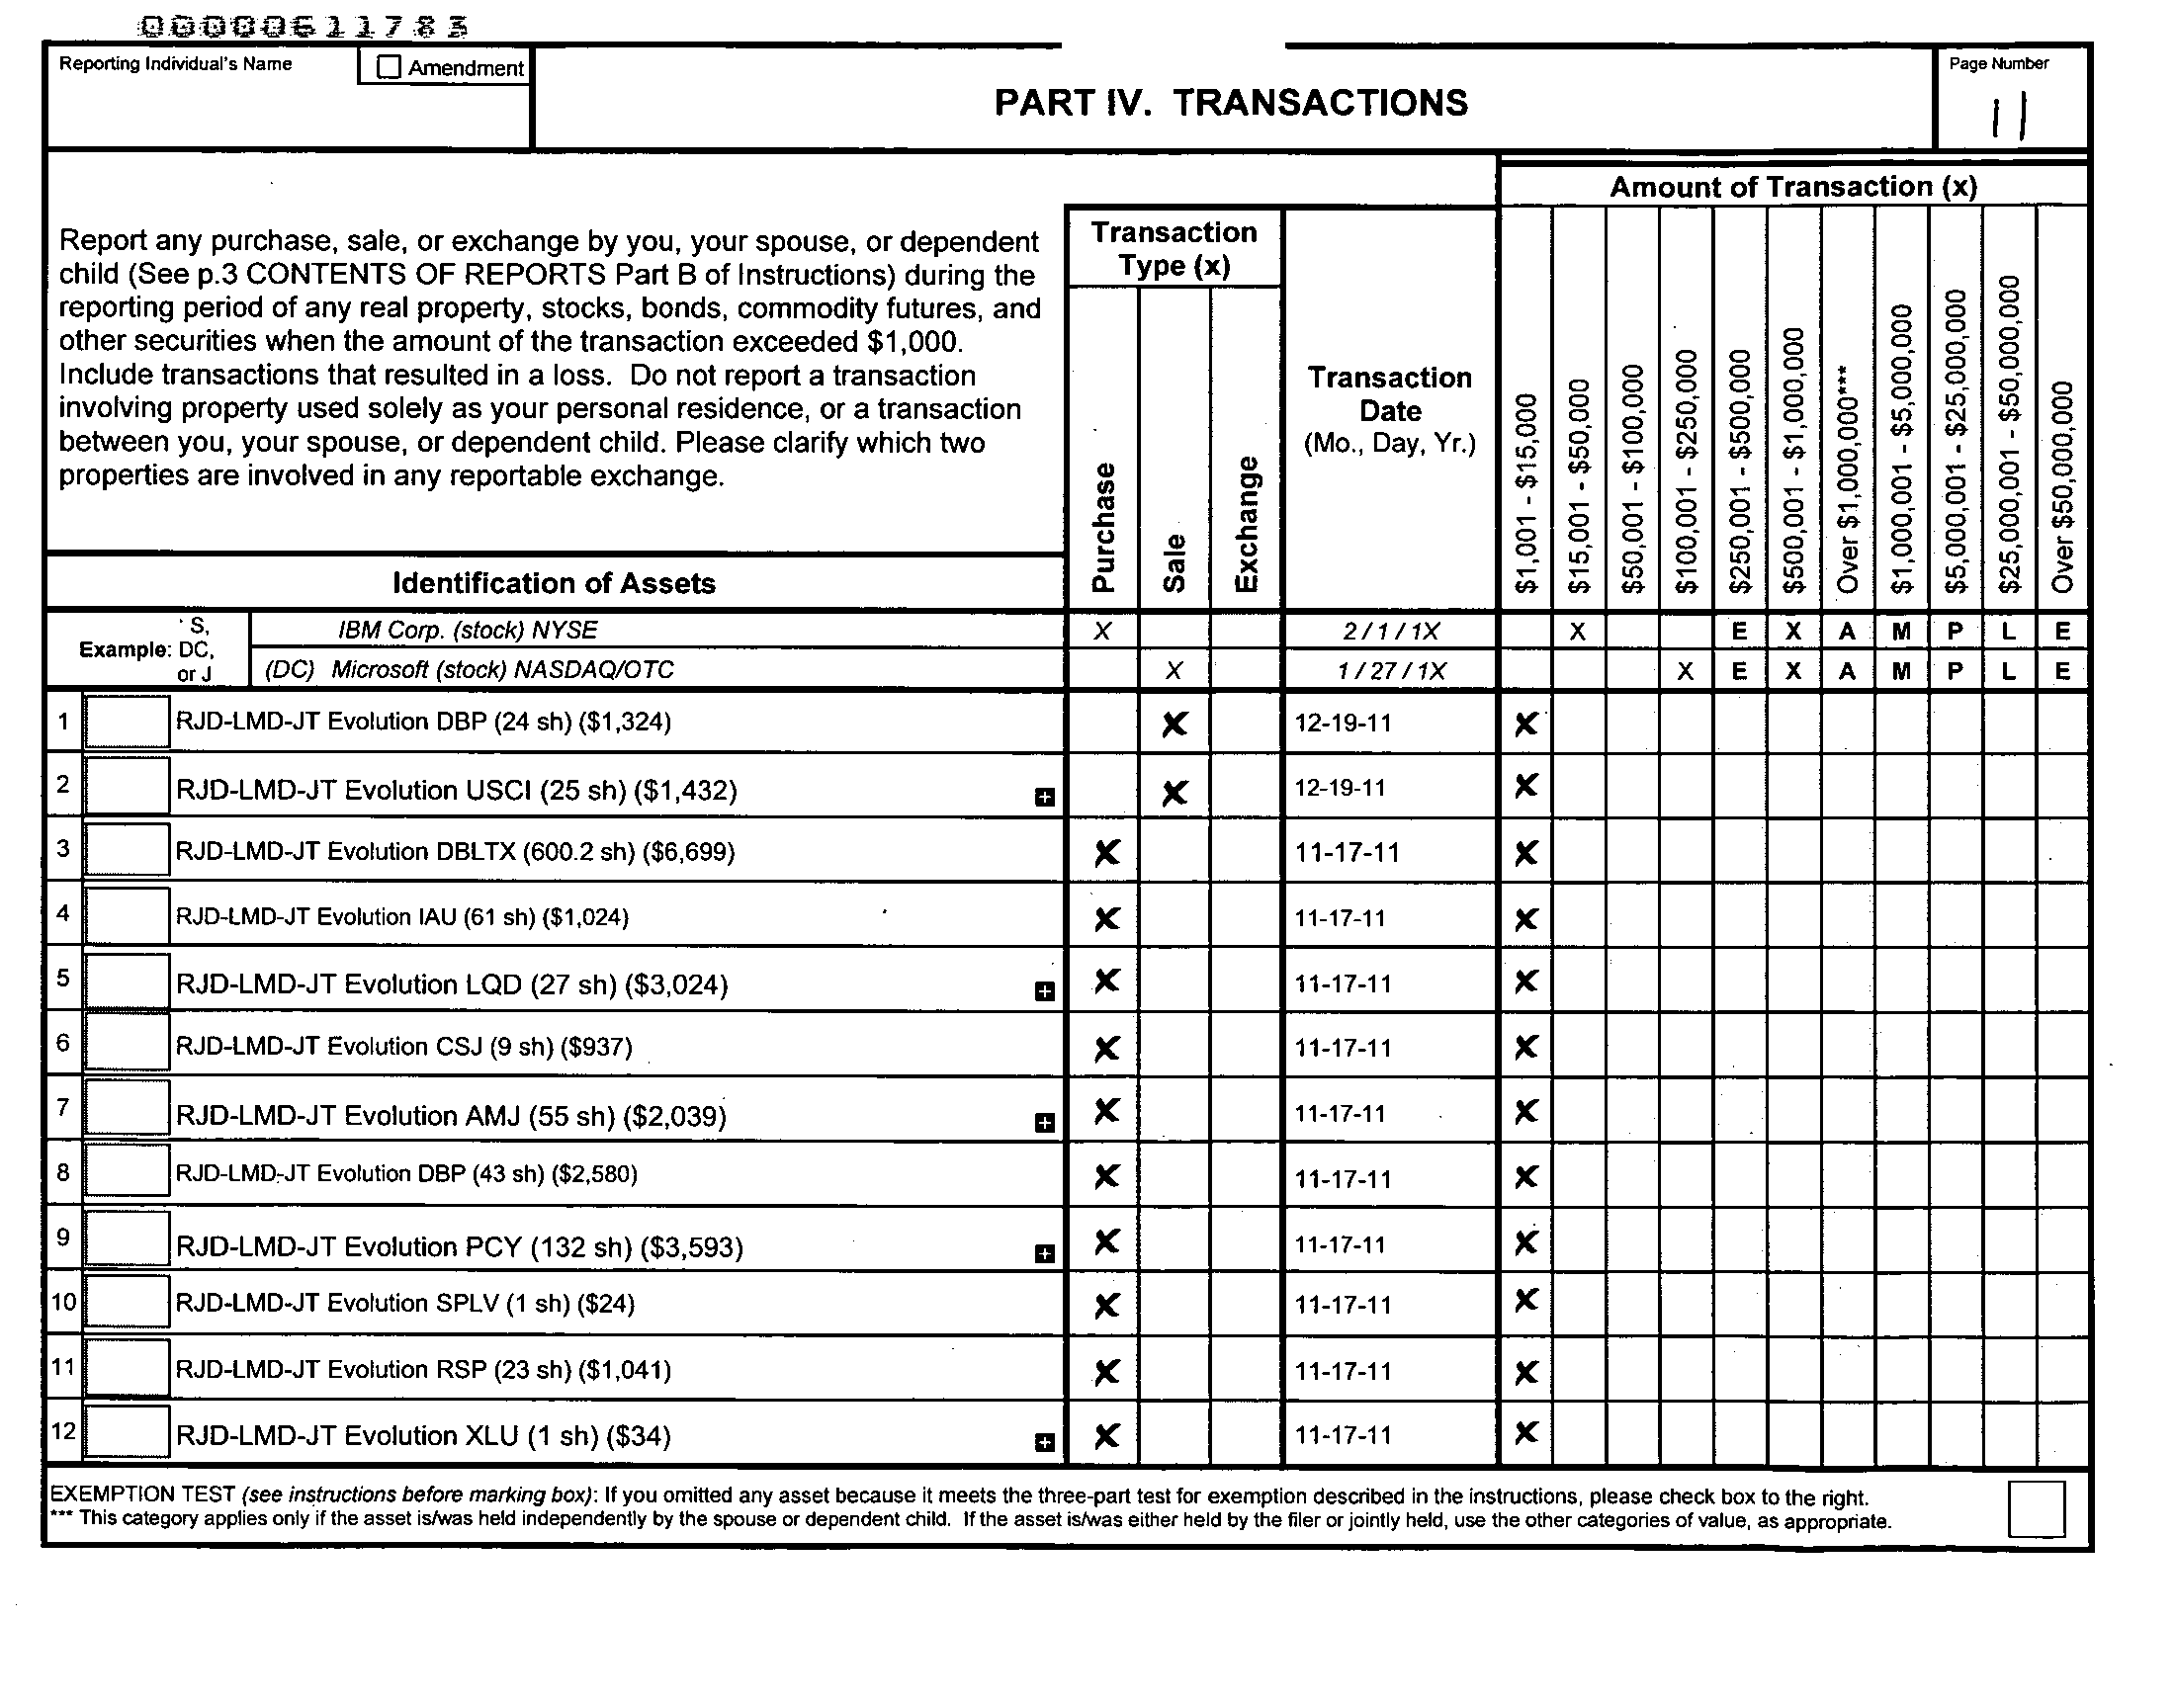 00000611783
Reporting Individual's Name
Amendment
PART IV. TRANSACTIONS
Page Number
11
Report any purchase, sale, or exchange by you, your spouse, or dependent
child (See p.3 CONTENTS OF REPORTS Part B of Instructions) during the
reporting period of any real property, stocks, bonds, commodity futures, and
other securities when the amount of the transaction exceeded $1,000.
Include transactions that resulted in a loss. Do not report a transaction
involving property used solely as your personal residence, or a transaction
between you, your spouse, or dependent child. Please clarify which two
properties are involved in any reportable exchange.
Identification of Assets
Transaction
Type (x)
Purchase
Sale
Exchange
Transaction
Date
(Mo., Day, Yr.)
Amount of Transaction (x)
$1,001 - $15,000
$15,001 - $50,000
$50,001 - $100,000
$100,001 - $250,000
$250,001 - $500,000
$500,001 - $1,000,000
Over $1,000,000***
$1,000,001 - $5,000,000
$5,000,001 - $25,000,000
$25,000,001 - $50,000,000
Over $50,000,000
Example: S, DC, or J
IBM Corp. (stock) NYSE X 2/1/1X X E X A M P L E
(DC) Microsoft (stock) NASDAQ/OTC X 1/27/1X X E X A M P L E
1 RJD-LMD-JT Evolution DBP (24 sh) ($1,324) X 12-19-11 X
2 RJD-LMD-JT Evolution USCI (25 sh) ($1,432) + X 12-19-11 X
3 RJD-LMD-JT Evolution DBLTX (600.2 sh) ($6,699) X 11-17-11 X
4 RJD-LMD-JT Evolution IAU (61 sh) ($1,024) X 11-17-11 X
5 RJD-LMD-JT Evolution LQD (27 sh) ($3,024) + X 11-17-11 X
6 RJD-LMD-JT Evolution CSJ (9 sh) ($937) X 11-17-11 X
7 RJD-LMD-JT Evolution AMJ (55 sh) ($2,039) + X 11-17-11 X
8 RJD-LMD-JT Evolution DBP (43 sh) ($2,580) X 11-17-11 X
9 RJD-LMD-JT Evolution PCY (132 sh) ($3,593) + X 11-17-11 X
10 RJD-LMD-JT Evolution SPLV (1 sh) ($24) X 11-17-11 X
11 RJD-LMD-JT Evolution RSP (23 sh) ($1,041) X 11-17-11 X
12 RJD-LMD-JT Evolution XLU (1 sh) ($34) + X 11-17-11 X
EXEMPTION TEST (see instructions before marking box): If you omitted any asset because it meets the three-part test for exemption described in the instructions, please check box to the right.
*** This category applies only if the asset is/was held independently by the spouse or dependent child. If the asset is/was either held by the filer or jointly held, use the other categories of value, as appropriate.